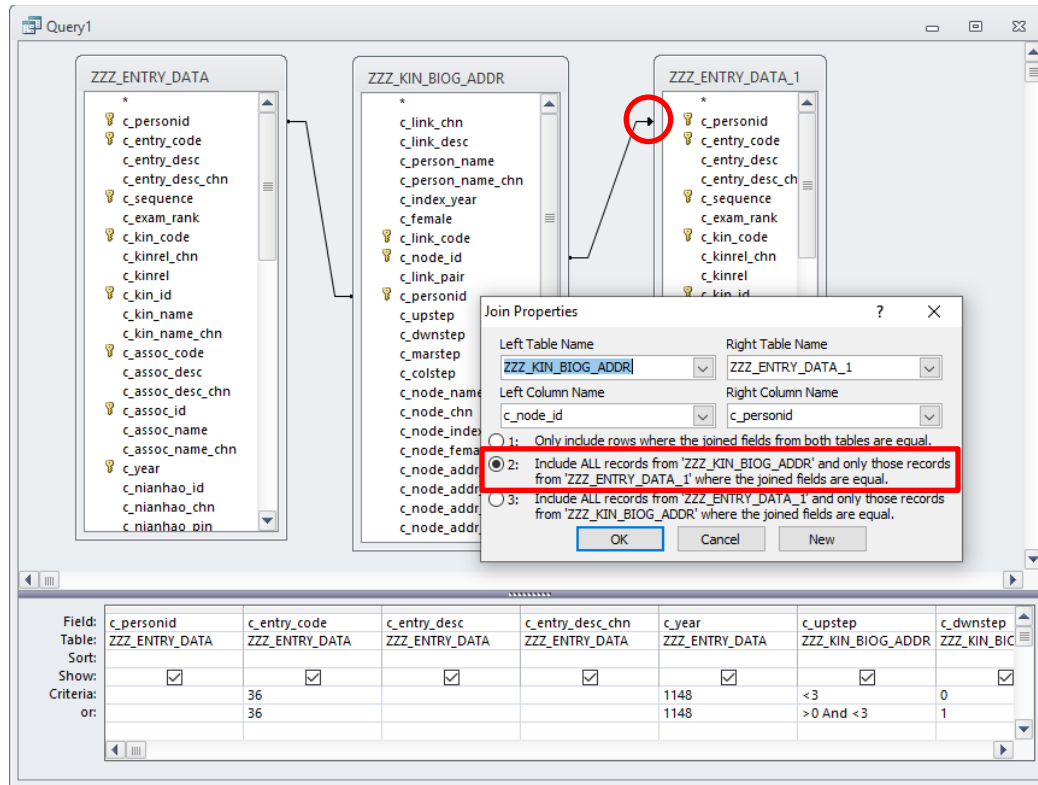 Query1
ZZZ_ENTRY_DATA
*
c_personid
c_entry_code
c_entry_desc
c_entry_desc_chn
c_sequence
c_exam_rank
c_kin_code
c_kinrel_chn
c_kinrel
c_kin_id
c_kin_name
c_kin_name_chn
c_assoc_code
c_assoc_desc
c_assoc_desc_chn
c_assoc_id
c_assoc_name
c_assoc_name_chn
c_year
c_nianhao_id
c_nianhao_chn
c_nianhao_pin
ZZZ_KIN_BIOG_ADDR
*
c_link_chn
c_link_desc
c_person_name
c_person_name_chn
c_index_year
c_female
c_link_code
c_node_id
c_link_pair
c_personid
c_upstep
c_dwnstep
c_marstep
c_colstep
c_node_name
c_node_chn
c_node_index
c_node_fema
c_node_addr
c_node_addr
c_node_addr
c_node_addr
ZZZ_ENTRY_DATA_1
*
c_personid
c_entry_code
c_entry_desc
c_entry_desc_ch
c_sequence
c_exam_rank
c_kin_code
c_kinrel_chn
c_kinrel
c_kin_id
Join Properties ?
Left Table Name Right Table Name
ZZZ_KIN_BIOG_ADDR ZZZ_ENTRY_DATA_1
Left Column Name Right Column Name
c_node_id c_personid
1: Only include rows where the joined fields from both tables are equal.
2: Include ALL records from 'ZZZ_KIN_BIOG_ADDR' and only those records
from 'ZZZ_ENTRY_DATA_1' where the joined fields are equal.
3: Include ALL records from 'ZZZ_ENTRY_DATA_1' and only those records
from 'ZZZ_KIN_BIOG_ADDR' where the joined fields are equal.
OK Cancel New
Field: c_personid c_entry_code c_entry_desc c_entry_desc_chn c_year c_upstep c_dwnstep
Table: ZZZ_ENTRY_DATA ZZZ_ENTRY_DATA ZZZ_ENTRY_DATA ZZZ_ENTRY_DATA ZZZ_ENTRY_DATA ZZZ_KIN_BIOG_ADDR ZZZ_KIN_BIC
Sort:
Show:
Criteria: 36 1148 <3 0
or: 36 1148 >0 And <3 1